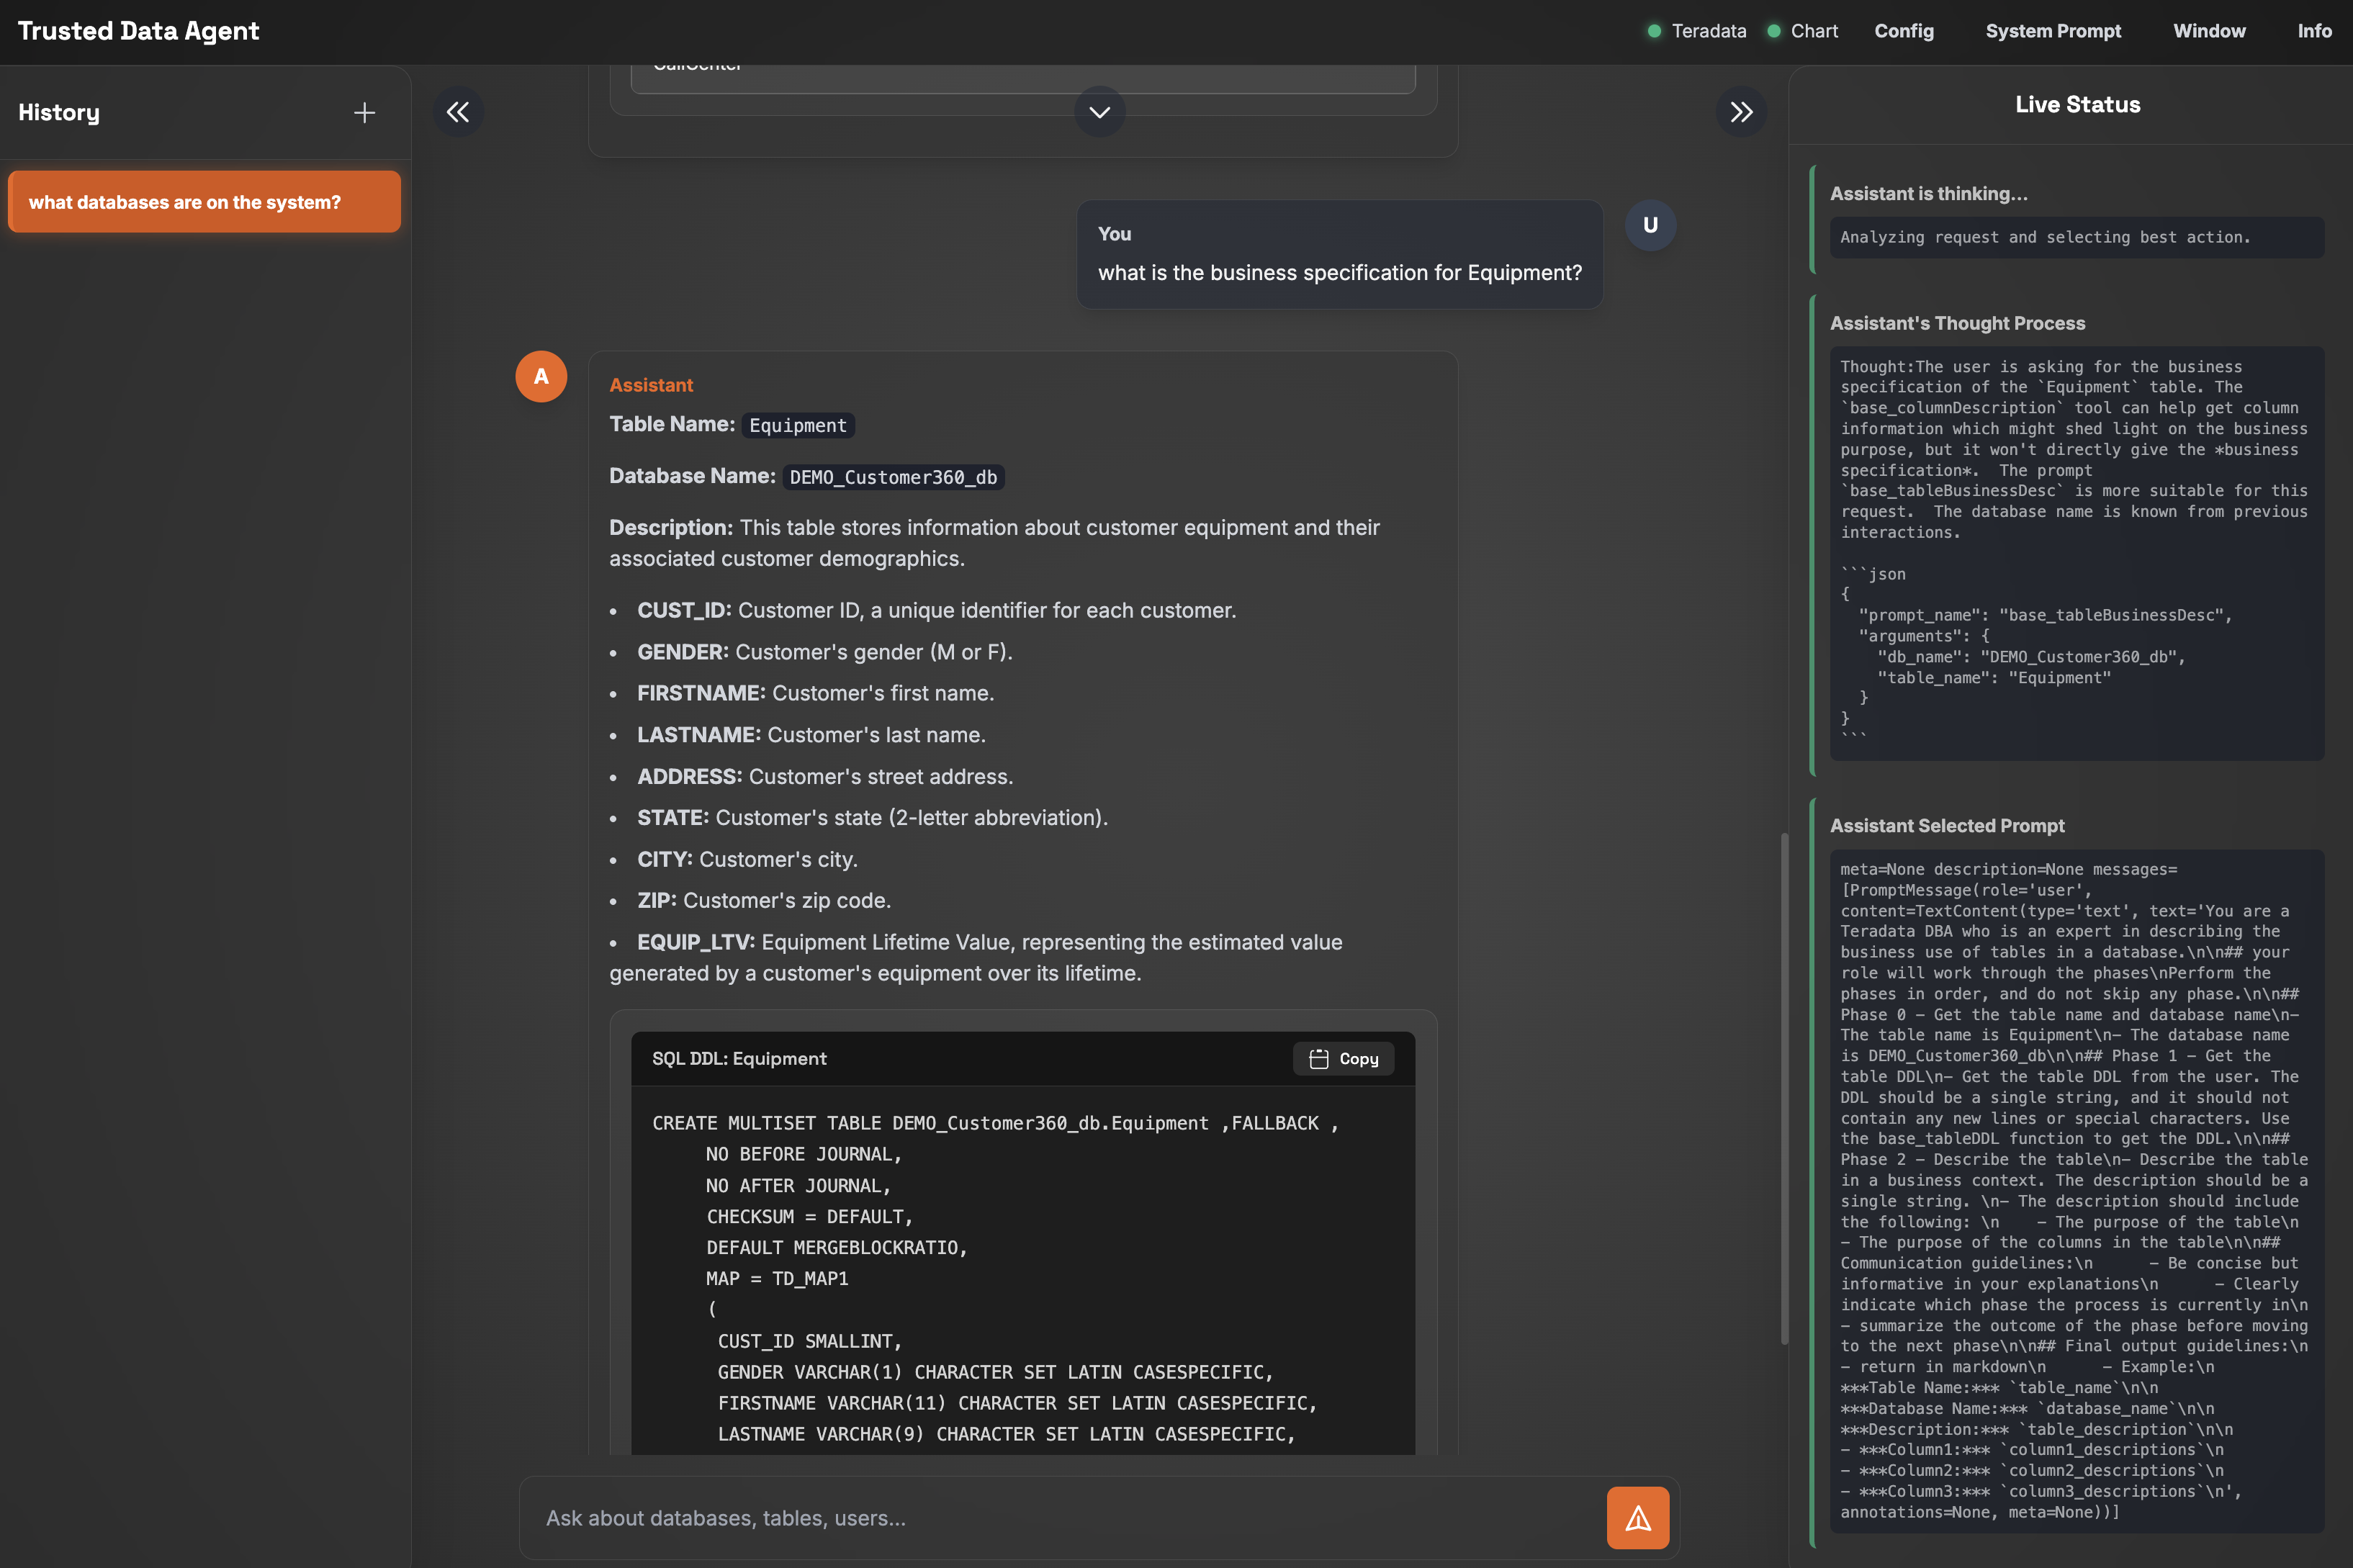 Trusted Data Agent
Teradata
Chart
Config
System Prompt
Window
Info
History
what databases are on the system?
CallCenter
You
what is the business specification for Equipment?
U
A
Assistant
Table Name: Equipment
Database Name: DEMO_Customer360_db
Description: This table stores information about customer equipment and their
associated customer demographics.
• CUST_ID: Customer ID, a unique identifier for each customer.
• GENDER: Customer's gender (M or F).
• FIRSTNAME: Customer's first name.
• LASTNAME: Customer's last name.
• ADDRESS: Customer's street address.
• STATE: Customer's state (2-letter abbreviation).
• CITY: Customer's city.
• ZIP: Customer's zip code.
• EQUIP_LTV: Equipment Lifetime Value, representing the estimated value
generated by a customer's equipment over its lifetime.
SQL DDL: Equipment
Copy
CREATE MULTISET TABLE DEMO_Customer360_db.Equipment ,FALLBACK ,
NO BEFORE JOURNAL,
NO AFTER JOURNAL,
CHECKSUM = DEFAULT,
DEFAULT MERGEBLOCKRATIO,
MAP = TD_MAP1
(
CUST_ID SMALLINT,
GENDER VARCHAR(1) CHARACTER SET LATIN CASESPECIFIC,
FIRSTNAME VARCHAR(11) CHARACTER SET LATIN CASESPECIFIC,
LASTNAME VARCHAR(9) CHARACTER SET LATIN CASESPECIFIC,
Ask about databases, tables, users...
Live Status
Assistant is thinking...
Analyzing request and selecting best action.
Assistant's Thought Process
Thought:The user is asking for the business
specification of the `Equipment` table. The
`base_columnDescription` tool can help get column
information which might shed light on the business
purpose, but it won't directly give the *business
specification*.  The prompt
`base_tableBusinessDesc` is more suitable for this
request.  The database name is known from previous
interactions.
```json
{
"prompt_name": "base_tableBusinessDesc",
"arguments": {
"db_name": "DEMO_Customer360_db",
"table_name": "Equipment"
}
}
```
Assistant Selected Prompt
meta=None description=None messages=
[PromptMessage(role='user',
content=TextContent(type='text', text='You are a
Teradata DBA who is an expert in describing the
business use of tables in a database.\n\n## your
role will work through the phases\nPerform the
phases in order, and do not skip any phase.\n\n##
Phase 0 - Get the table name and database name\n-
The table name is Equipment\n- The database name
is DEMO_Customer360_db\n\n## Phase 1 - Get the
table DDL\n- Get the table DDL from the user. The
DDL should be a single string, and it should not
contain any new lines or special characters. Use
the base_tableDDL function to get the DDL.\n\n##
Phase 2 - Describe the table\n- Describe the table
in a business context. The description should be a
single string. \n- The description should include
the following: \n    - The purpose of the table\n
- The purpose of the columns in the table\n\n##
Communication guidelines:\n      - Be concise but
informative in your explanations\n      - Clearly
indicate which phase the process is currently in\n
- summarize the outcome of the phase before moving
to the next phase\n\n## Final output guidelines:\n
- return in markdown\n      - Example:\n
***Table Name:*** `table_name`\n\n
***Database Name:*** `database_name`\n\n
***Description:*** `table_description`\n\n
- ***Column1:*** `column1_descriptions`\n
- ***Column2:*** `column2_descriptions`\n
- ***Column3:*** `column3_descriptions`\n',
annotations=None, meta=None))]